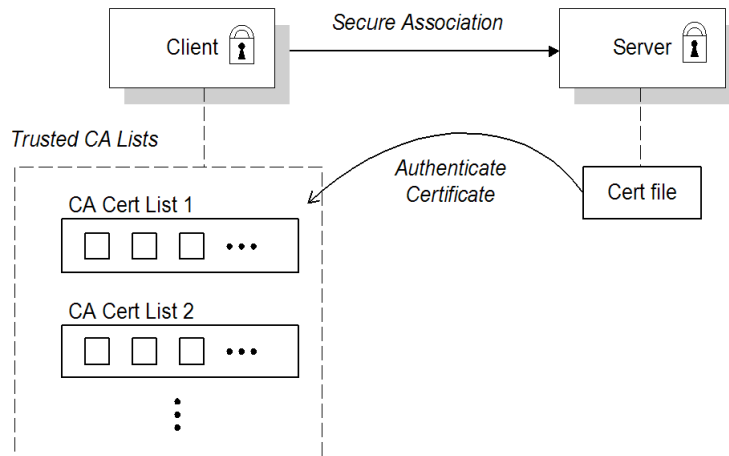 Secure Association
Client
Server
Trusted CA Lists
Authenticate
Certificate
Cert file
CA Cert List 1
CA Cert List 2